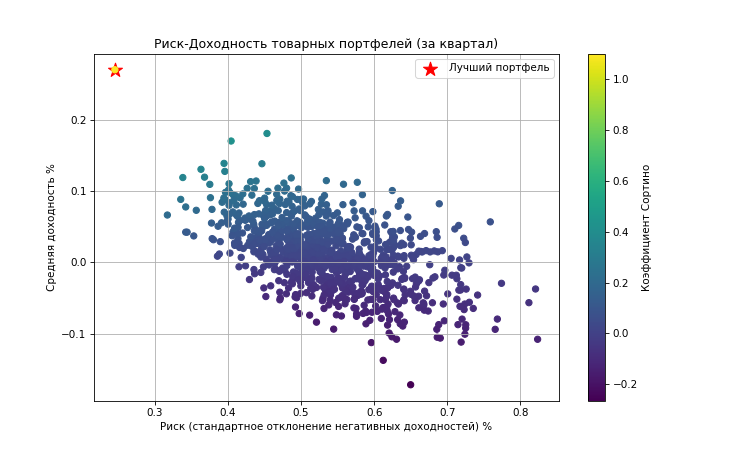 Риск-Доходность товарных портфелей (за квартал)
Лучший портфель
Средняя доходность %
0.2
0.1
0.0
−0.1
0.3 0.4 0.5 0.6 0.7 0.8
Риск (стандартное отклонение негативных доходностей) %
1.0
0.8
0.6
0.4
0.2
0.0
−0.2
Коэффициент Сортино